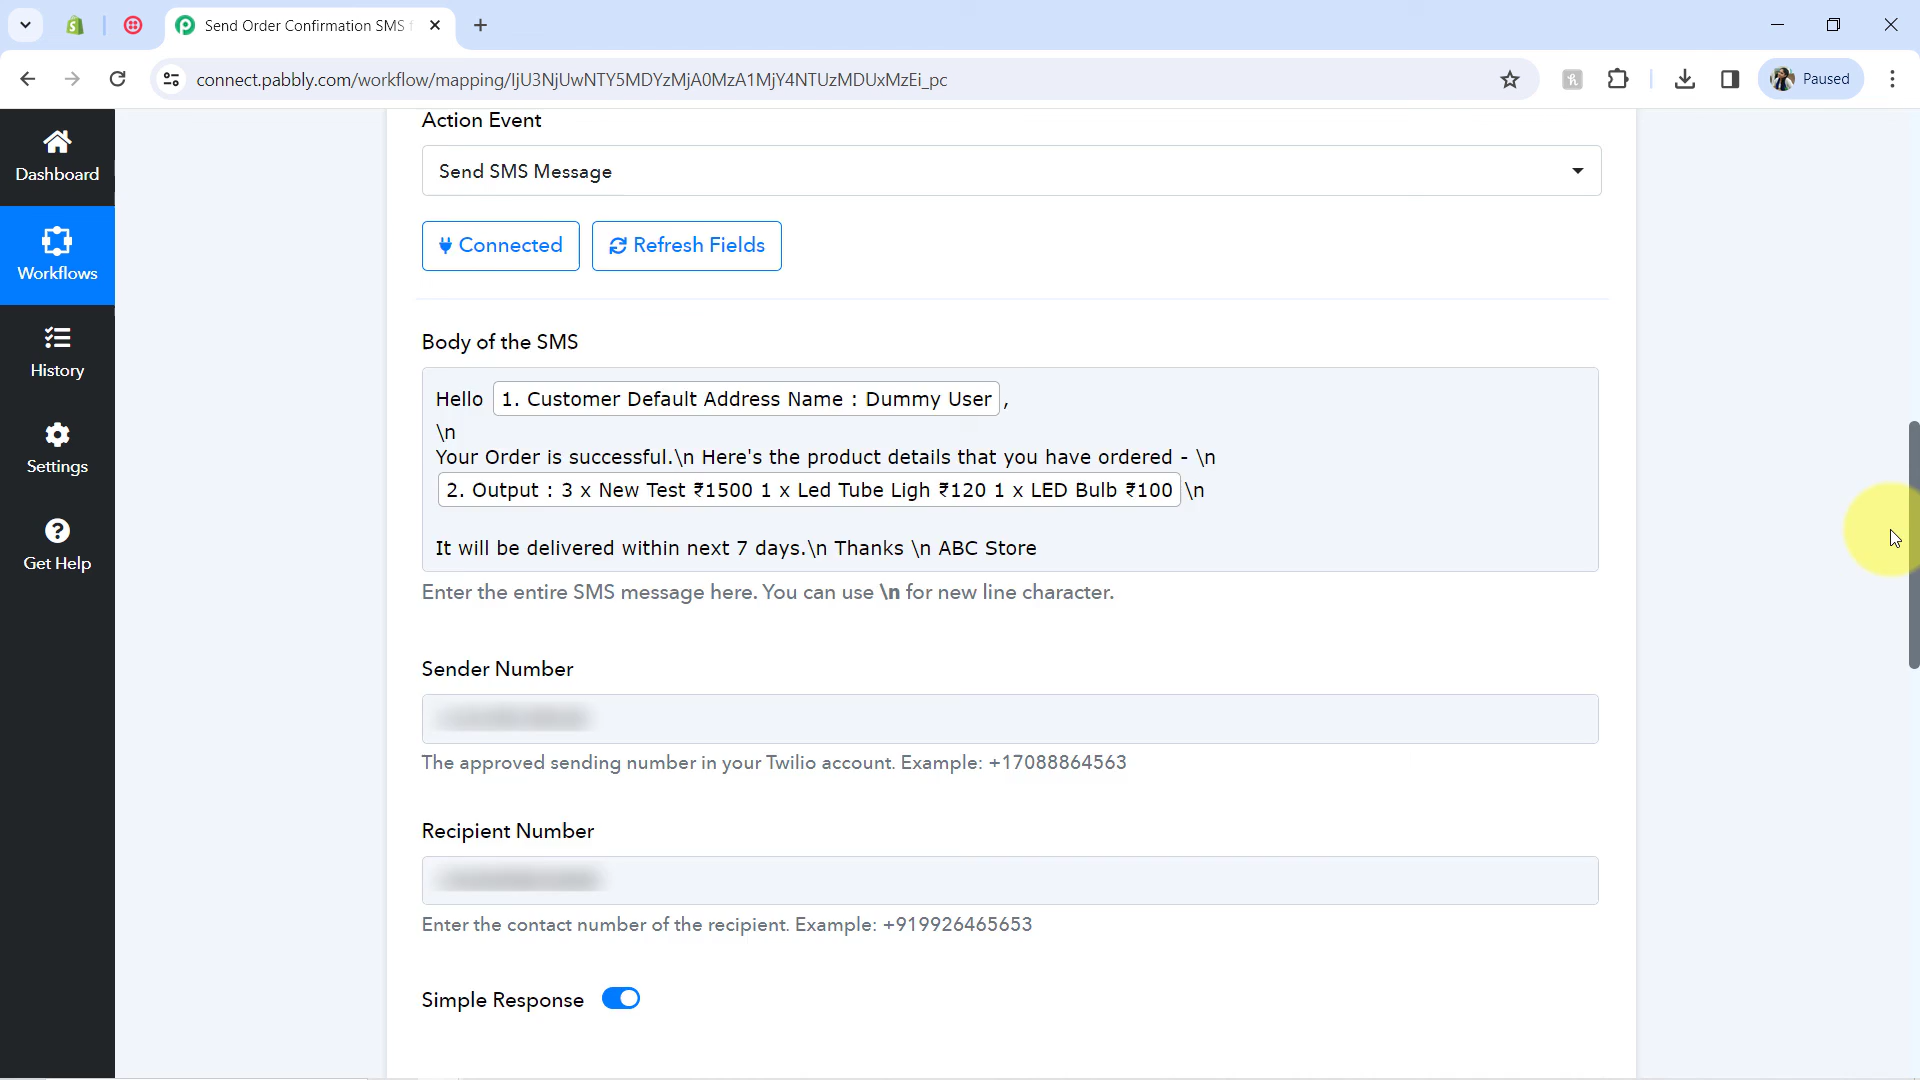 Send Order Confirmation SMS
connect.pabbly.com/workflow/mapping/IjU3NjUwNTY5MDYzMjA0MzA1MjY4NTUzMDUxMzEi_pc
Paused
Dashboard
Workflows
History
Settings
Get Help
Action Event
Send SMS Message
Connected
Refresh Fields
Body of the SMS
Hello 1. Customer Default Address Name : Dummy User ,
\n
Your Order is successful.\n Here's the product details that you have ordered - \n
2. Output : 3 x New Test ₹1500 1 x Led Tube Ligh ₹120 1 x LED Bulb ₹100 \n
It will be delivered within next 7 days.\n Thanks \n ABC Store
Enter the entire SMS message here. You can use \n for new line character.
Sender Number
The approved sending number in your Twilio account. Example: +17088864563
Recipient Number
Enter the contact number of the recipient. Example: +919926465653
Simple Response